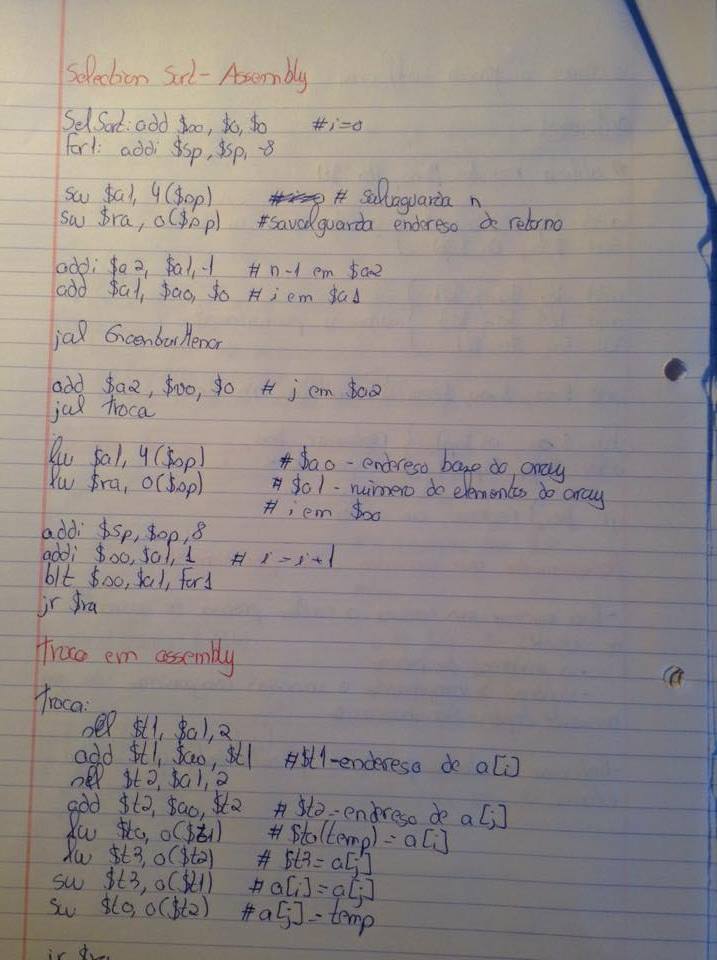 Selection Sort - Assembly
SelSort: add $s0, $0, $0 #i=0
for1: addi $sp, $sp, -8
sw $a1, 4($sp) # salvaguarda n
sw $ra, 0($sp) #savalguarda endereso de retorno
addi $a2, $a1, -1 # n-1 em $a2
add $a1, $a0, $0 # i em $a1
jal EncontrarMenor
add $a2, $v0, $0 # j em $a2
jal troca
lw $a1, 4($sp) # $a0 - endereso base do array
lw $ra, 0($sp) # $a1 - número de elementos do array
# i em $s0
addi $sp, $sp, 8
addi $s0, $a1, 1 # i = i+1
blt $s0, $a1, for1
jr $ra
Troca em assembly
Troca:
sll $t1, $a1, 2
add $t1, $a0, $t1 #$t1-endereso de a[i]
sll $t2, $a1, 2
add $t2, $a0, $t2 # $t2-endereso de a[j]
lw $t0, 0($t1) # $t0(temp) = a[i]
lw $t3, 0($t2) # $t3 = a[j]
sw $t3, 0($t1) # a[i] = a[j]
sw $t0, 0($t2) #a[j] = temp
jr $ra